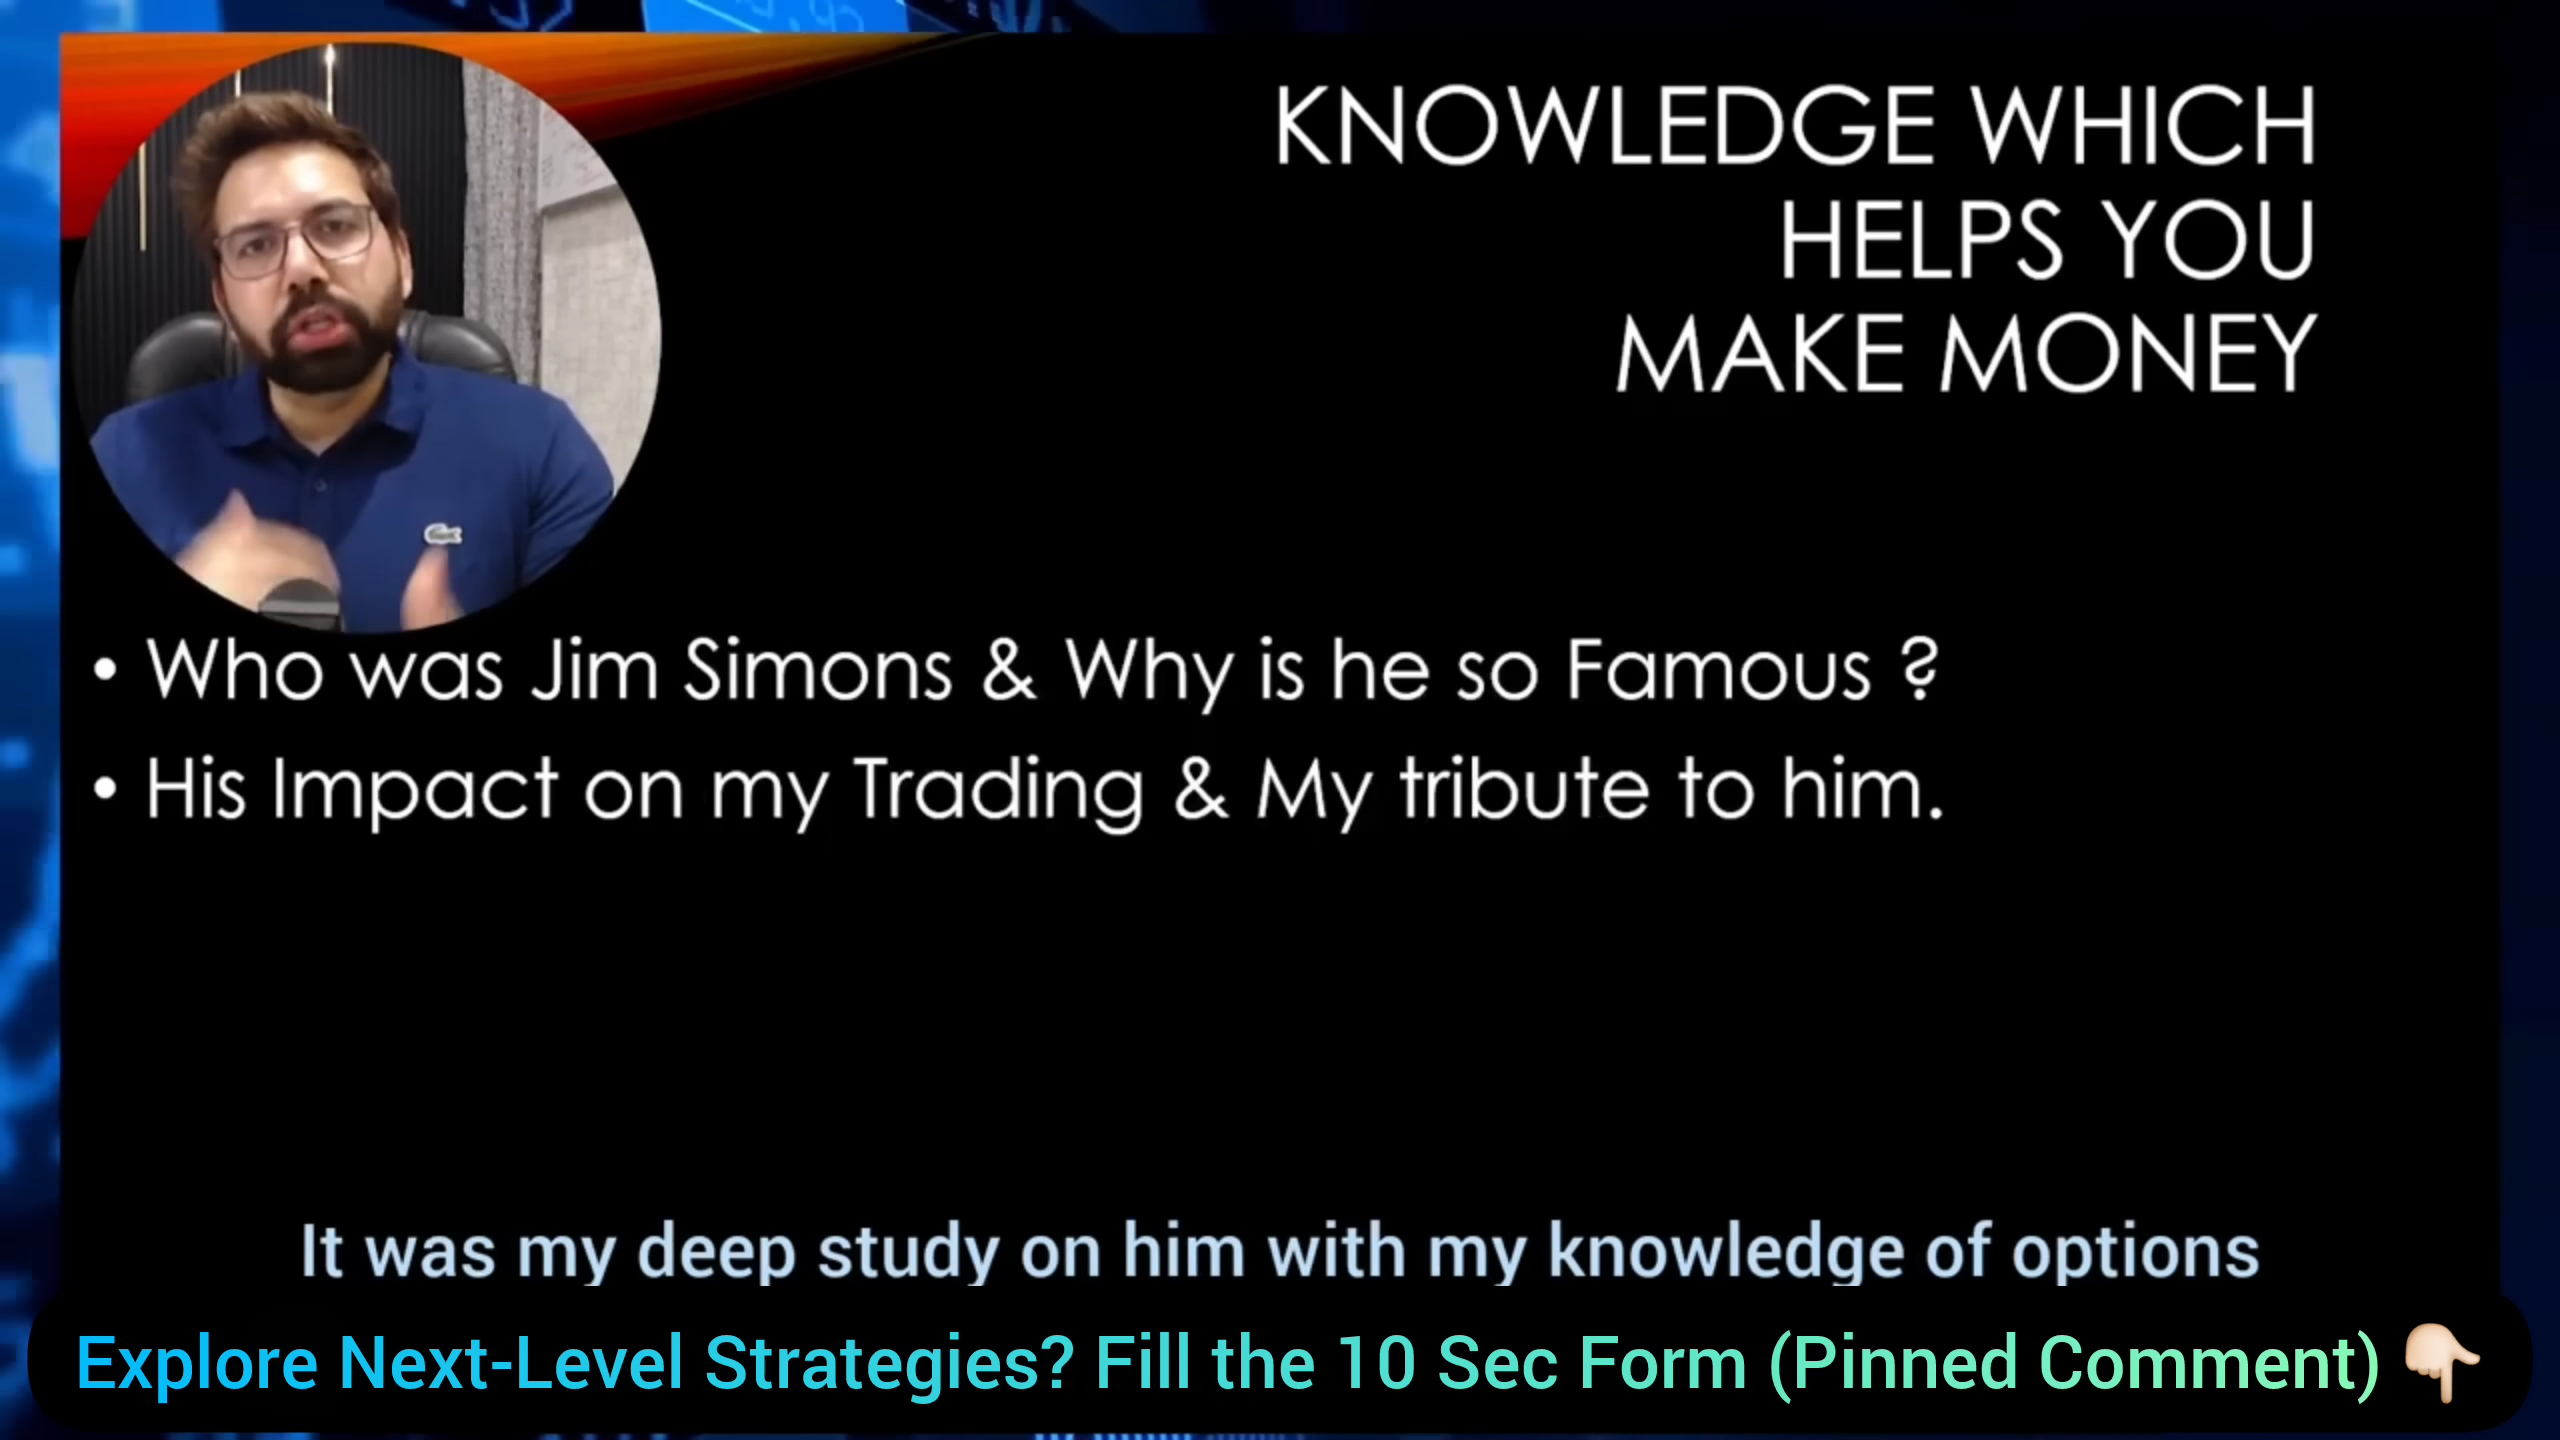 KNOWLEDGE WHICH
HELPS YOU
MAKE MONEY
• Who was Jim Simons & Why is he so Famous ?
• His Impact on my Trading & My tribute to him.
It was my deep study on him with my knowledge of options
Explore Next-Level Strategies? Fill the 10 Sec Form (Pinned Comment) 👇🏻